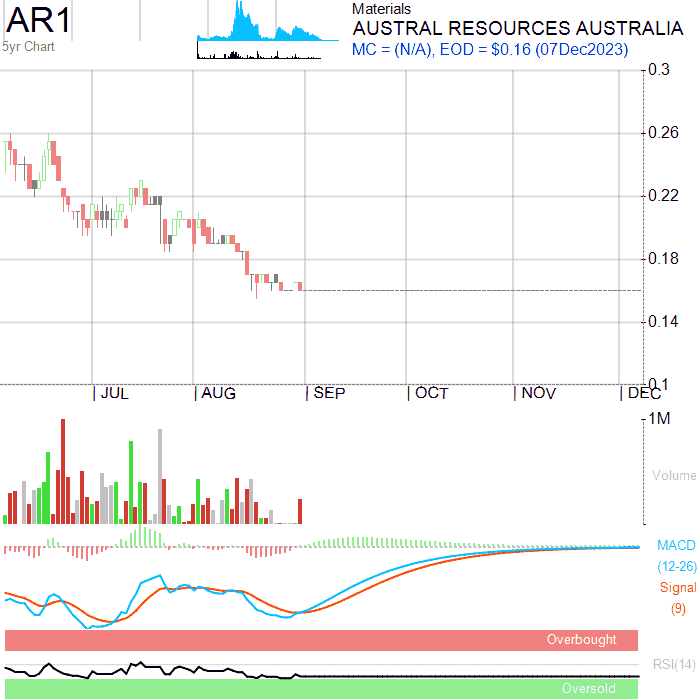 AR1
5yr Chart
Materials
AUSTRAL RESOURCES AUSTRALIA
MC = (N/A), EOD = $0.16 (07Dec2023)
0.3
0.26
0.22
0.18
0.14
0.1
JUL AUG SEP OCT NOV DEC
1M
Volume
MACD
(12-26)
Signal
(9)
Overbought
RSI(14)
Oversold